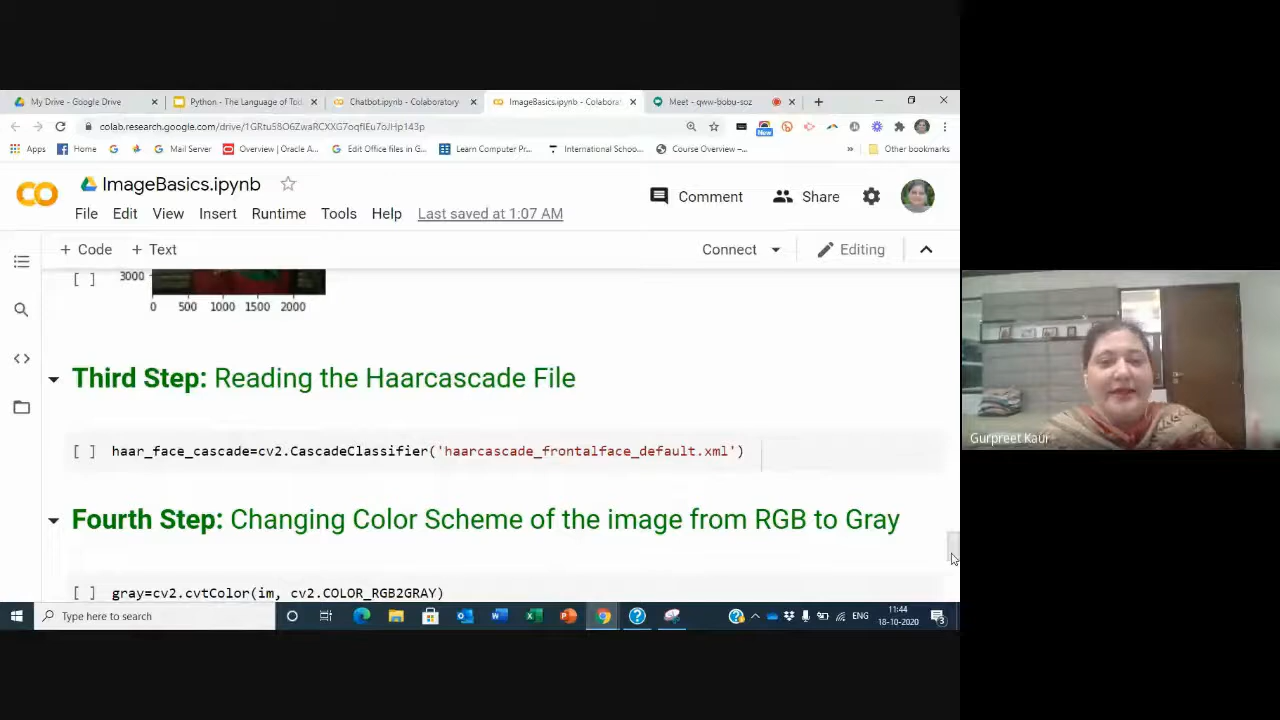 My Drive - Google Drive
Python - The Language of Tod
Chatbot.ipynb - Colaboratory
ImageBasics.ipynb - Colabora
Meet - qww-bobu-soz
colab.research.google.com/drive/
Apps
Home
Mail Server
Overview | Oracle A...
Edit Office files in G...
Learn Computer Pr...
International Schoo...
Course Overview –...
»
Other bookmarks
New
CO
ImageBasics.ipynb
Comment
Share
File
Edit
View
Insert
Runtime
Tools
Help
Last saved at 1:07 AM
+ Code
+ Text
Connect
Editing
[ ]
3000
0 500 1000 1500 2000
Third Step: Reading the Haarcascade File
[ ] haar_face_cascade=cv2.CascadeClassifier('haarcascade_frontalface_default.xml')
Fourth Step: Changing Color Scheme of the image from RGB to Gray
[ ] gray=cv2.cvtColor(im, cv2.COLOR_RGB2GRAY)
Type here to search
ENG
11:44
18-10-2020
3
Gurpreet Kaur